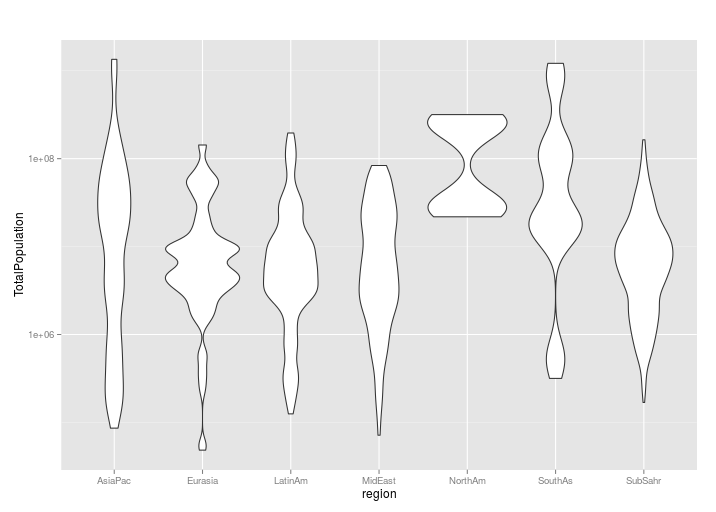 1e+08
1e+06
TotalPopulation
AsiaPac Eurasia LatinAm MidEast NorthAm SouthAs SubSahr
region